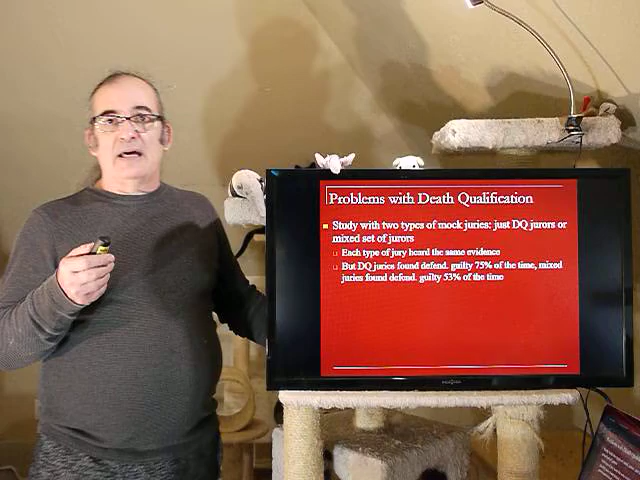 Problems with Death Qualification
Study with two types of mock juries: just DQ jurors or
mixed set of jurors
Each type of jury heard the same evidence
But DQ juries found defend. guilty 75% of the time, mixed
juries found defend. guilty 53% of the time
INSIGNIA